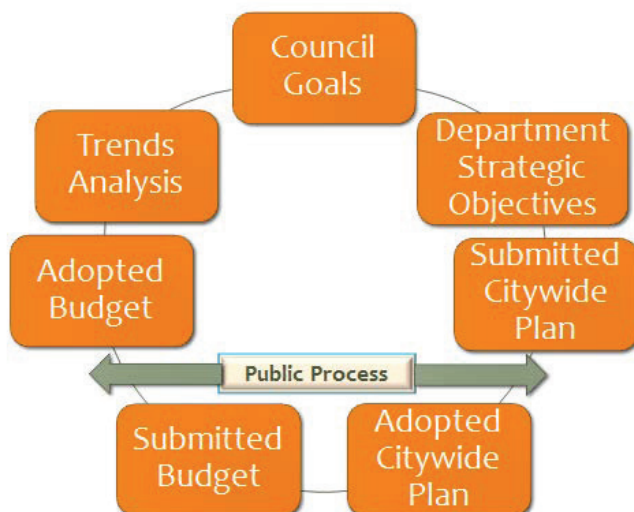 Council
Goals
Trends
Analysis
Department
Strategic
Objectives
Adopted
Budget
Submitted
Citywide
Plan
Public Process
Submitted
Budget
Adopted
Citywide
Plan